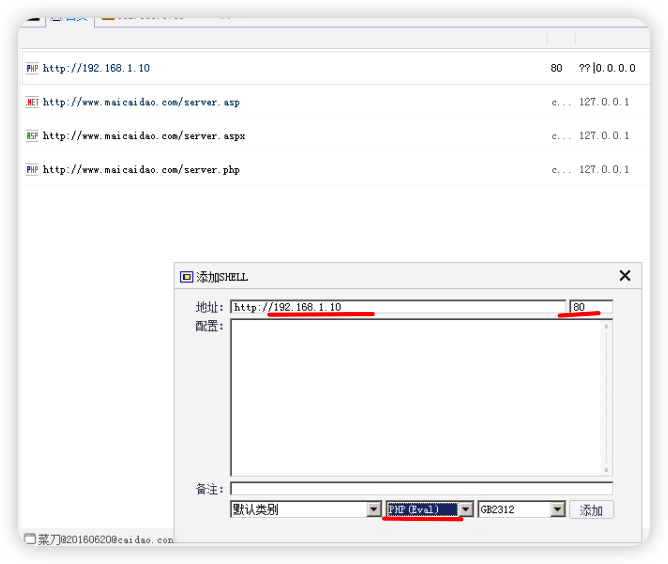 PHP http://192.168.1.10 80 ??|0.0.0.0
.NET http://www.maicaidao.com/server.asp c... 127.0.0.1
ASP http://www.maicaidao.com/server.aspx c... 127.0.0.1
PHP http://www.maicaidao.com/server.php c... 127.0.0.1
添加SHELL
地址: http://192.168.1.10 80
配置:
备注:
默认类别 PHP(Eval) GB2312 添加
菜刀@20160620@caidao.con